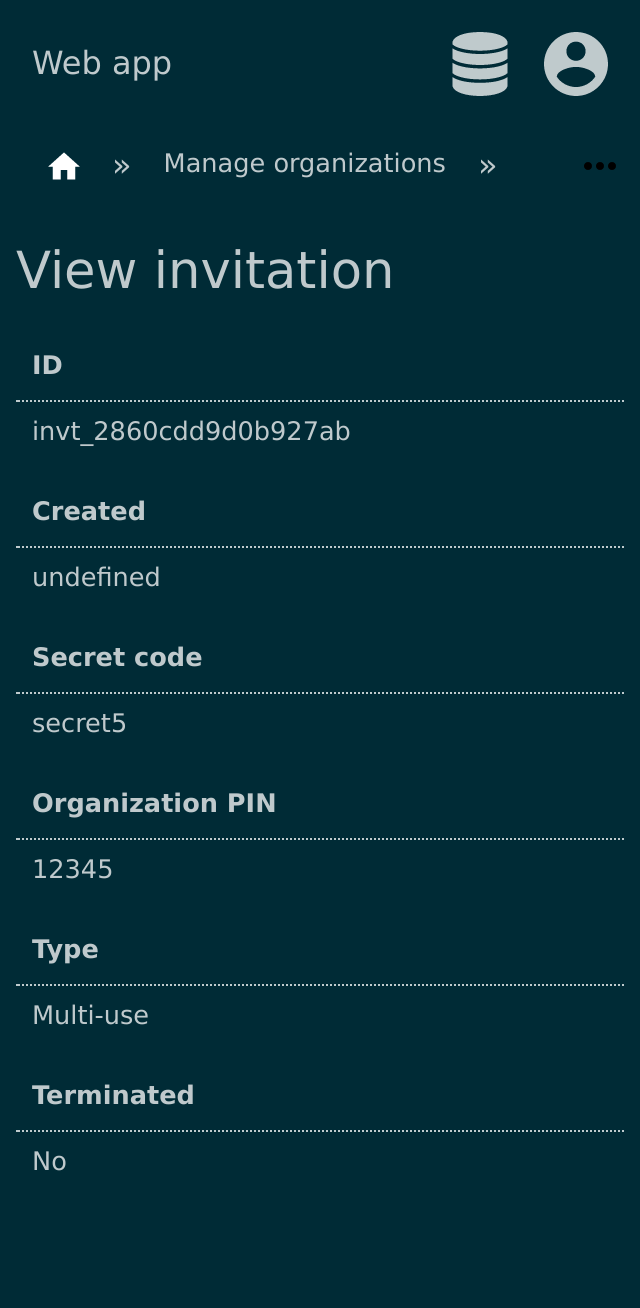 Web app
» Manage organizations »
View invitation
ID
invt_2860cdd9d0b927ab
Created
undefined
Secret code
secret5
Organization PIN
12345
Type
Multi-use
Terminated
No